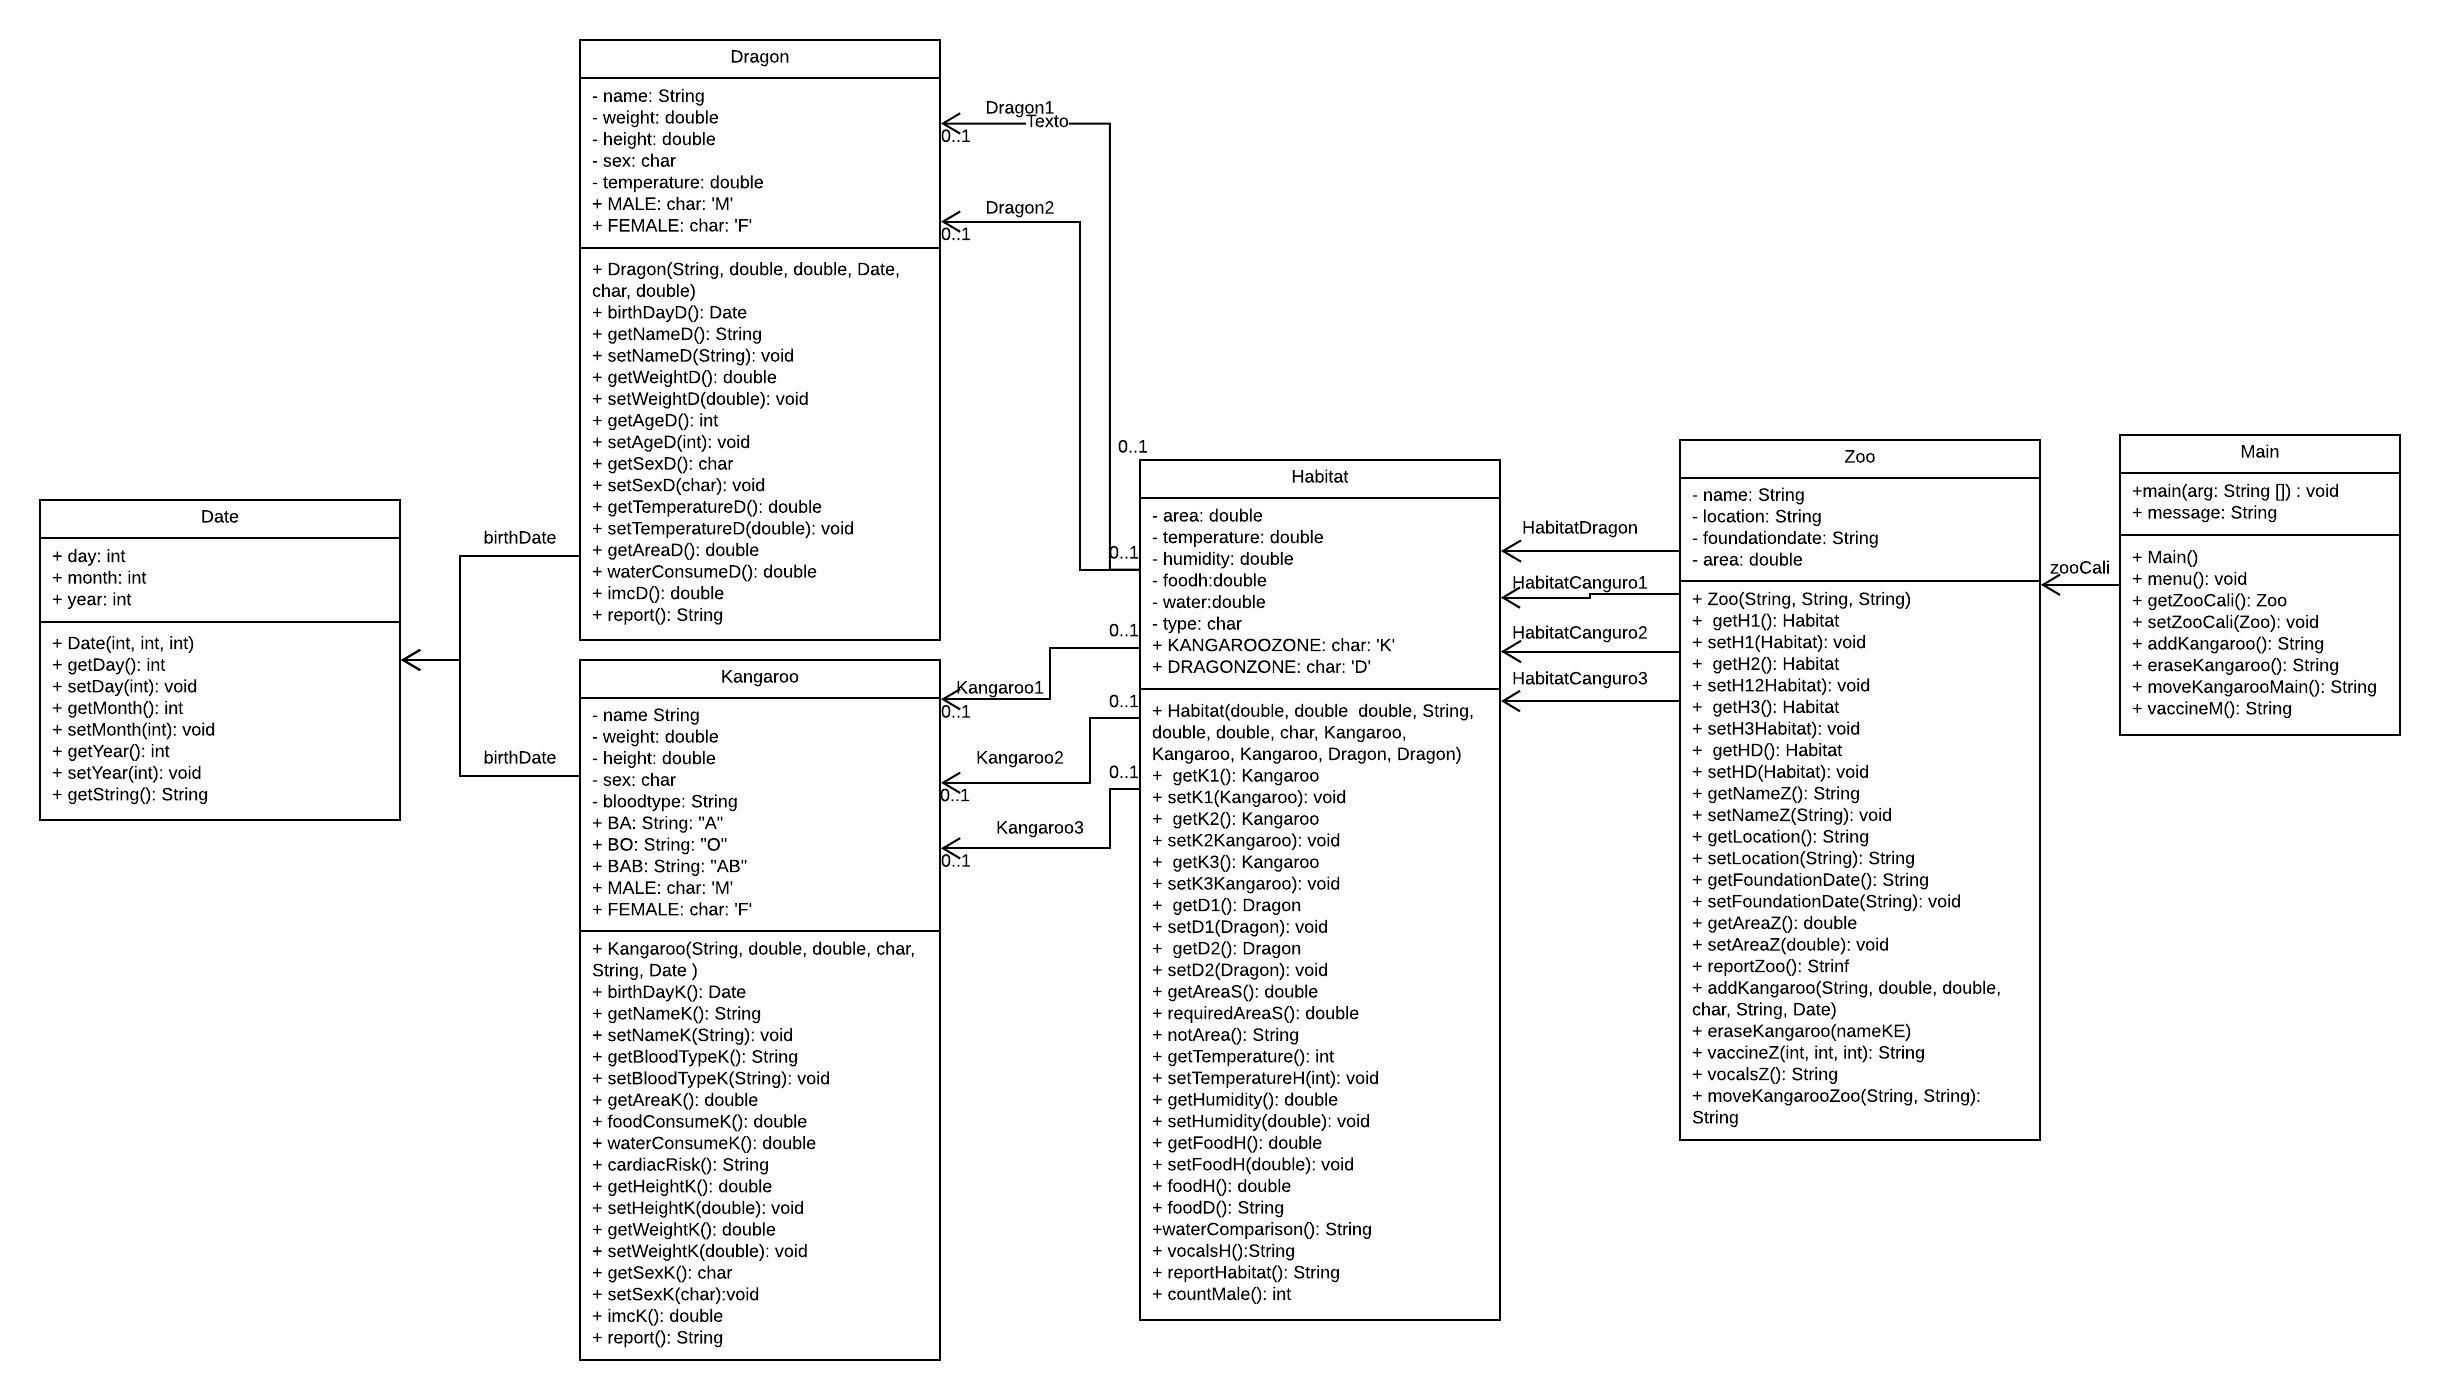 Dragon
- name: String
- weight: double
- height: double
- sex: char
- temperature: double
+ MALE: char: 'M'
+ FEMALE: char: 'F'
+ Dragon(String, double, double, Date,
char, double)
+ birthDayD(): Date
+ getNameD(): String
+ setNameD(String): void
+ getWeightD(): double
+ setWeightD(double): void
+ getAgeD(): int
+ setAgeD(int): void
+ getSexD(): char
+ setSexD(char): void
+ getTemperatureD(): double
+ setTemperatureD(double): void
+ getAreaD(): double
+ waterConsumeD(): double
+ imcD(): double
+ report(): String
Dragon1
Texto
0..1
Dragon2
0..1
0..1
0..1
Date
+ day: int
+ month: int
+ year: int
+ Date(int, int, int)
+ getDay(): int
+ setDay(int): void
+ getMonth(): int
+ setMonth(int): void
+ getYear(): int
+ setYear(int): void
+ getString(): String
birthDate
birthDate
Kangaroo
- name String
- weight: double
- height: double
- sex: char
- bloodtype: String
+ BA: String: "A"
+ BO: String: "O"
+ BAB: String: "AB"
+ MALE: char: 'M'
+ FEMALE: char: 'F'
+ Kangaroo(String, double, double, char,
String, Date )
+ birthDayK(): Date
+ getNameK(): String
+ setNameK(String): void
+ getBloodTypeK(): String
+ setBloodTypeK(String): void
+ getAreaK(): double
+ foodConsumeK(): double
+ waterConsumeK(): double
+ cardiacRisk(): String
+ getHeightK(): double
+ setHeightK(double): void
+ getWeightK(): double
+ setWeightK(double): void
+ getSexK(): char
+ setSexK(char):void
+ imcK(): double
+ report(): String
0..1
Kangaroo1
0..1
0..1
Kangaroo2
0..1
0..1
Kangaroo3
0..1
Habitat
- area: double
- temperature: double
- humidity: double
- foodh:double
- water:double
- type: char
+ KANGAROOZONE: char: 'K'
+ DRAGONZONE: char: 'D'
+ Habitat(double, double  double, String,
double, double, char, Kangaroo,
Kangaroo, Kangaroo, Dragon, Dragon)
+  getK1(): Kangaroo
+ setK1(Kangaroo): void
+  getK2(): Kangaroo
+ setK2Kangaroo): void
+  getK3(): Kangaroo
+ setK3Kangaroo): void
+  getD1(): Dragon
+ setD1(Dragon): void
+  getD2(): Dragon
+ setD2(Dragon): void
+ getAreaS(): double
+ requiredAreaS(): double
+ notArea(): String
+ getTemperature(): int
+ setTemperatureH(int): void
+ getHumidity(): double
+ setHumidity(double): void
+ getFoodH(): double
+ setFoodH(double): void
+ foodH(): double
+ foodD(): String
+waterComparison(): String
+ vocalsH():String
+ reportHabitat(): String
+ countMale(): int
HabitatDragon
HabitatCanguro1
HabitatCanguro2
HabitatCanguro3
Zoo
- name: String
- location: String
- foundationdate: String
- area: double
+ Zoo(String, String, String)
+  getH1(): Habitat
+ setH1(Habitat): void
+  getH2(): Habitat
+ setH12Habitat): void
+  getH3(): Habitat
+ setH3Habitat): void
+  getHD(): Habitat
+ setHD(Habitat): void
+ getNameZ(): String
+ setNameZ(String): void
+ getLocation(): String
+ setLocation(String): String
+ getFoundationDate(): String
+ setFoundationDate(String): void
+ getAreaZ(): double
+ setAreaZ(double): void
+ reportZoo(): Strinf
+ addKangaroo(String, double, double,
char, String, Date)
+ eraseKangaroo(nameKE)
+ vaccineZ(int, int, int): String
+ vocalsZ(): String
+ moveKangarooZoo(String, String):
String
zooCali
Main
+main(arg: String []) : void
+ message: String
+ Main()
+ menu(): void
+ getZooCali(): Zoo
+ setZooCali(Zoo): void
+ addKangaroo(): String
+ eraseKangaroo(): String
+ moveKangarooMain(): String
+ vaccineM(): String